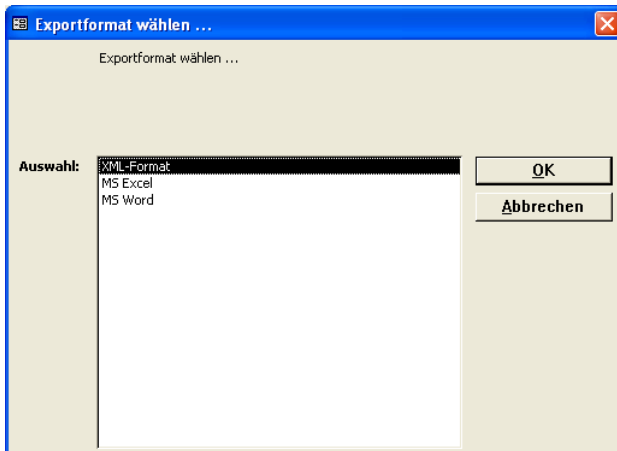 Exportformat wählen ...
Exportformat wählen ...
Auswahl:
XML-Format
MS Excel
MS Word
OK
Abbrechen